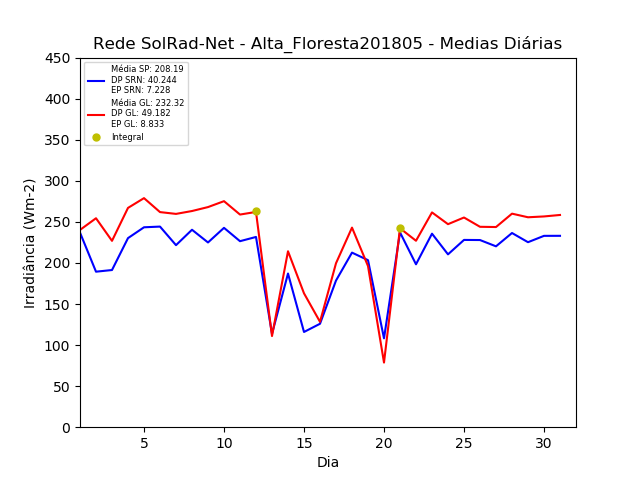 Rede SolRad-Net - Alta_Floresta201805 - Medias Diárias
450
400
350
300
250
200
150
100
50
0
Irradiância (Wm-2)
Média SP: 208.19
DP SRN: 40.244
EP SRN: 7.228
Média GL: 232.32
DP GL: 49.182
EP GL: 8.833
Integral
5
10
15
20
25
30
Dia